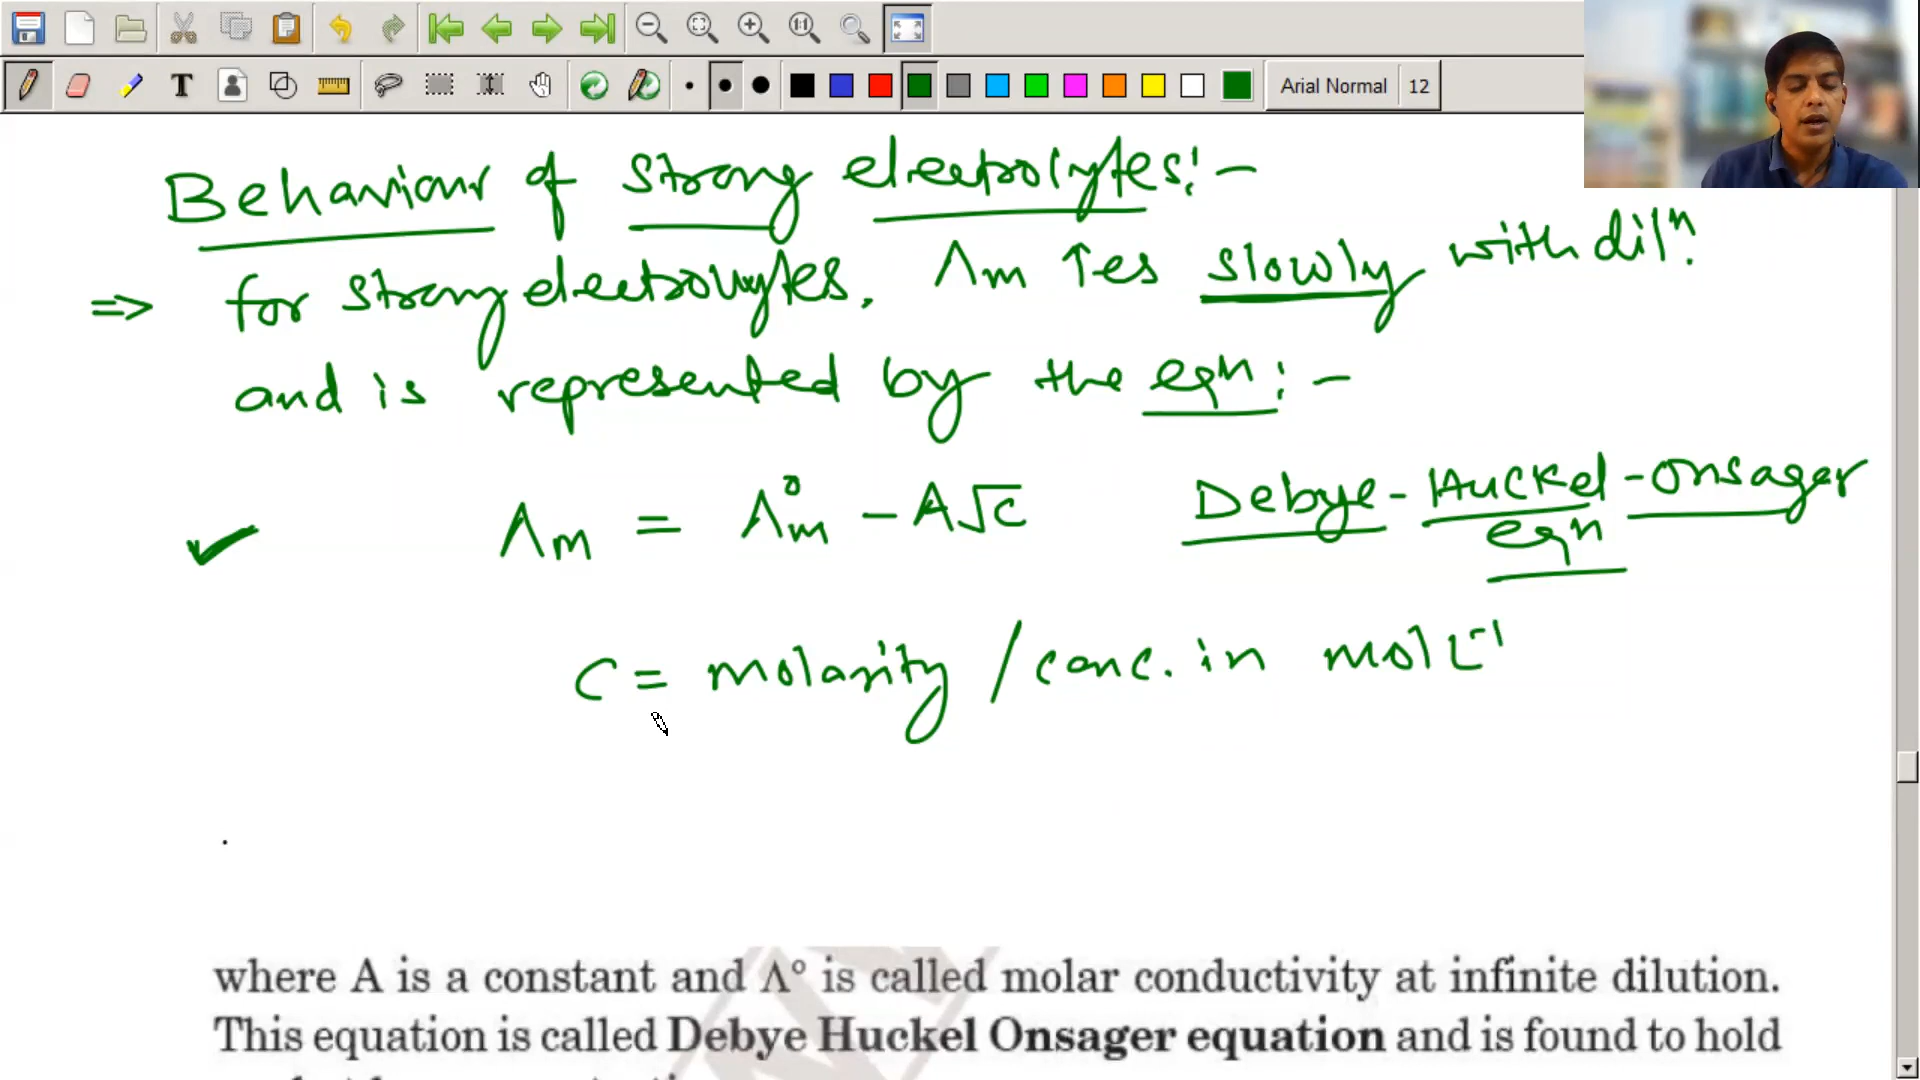 Arial Normal 12
Behaviour of strong electrolytes:-
=> for strong electrolytes, Λm ↑es slowly with dilⁿ.
and is represented by the eqⁿ:-
✓ Λm = Λ°m - A√c Debye-Huckel-Onsager eqⁿ
C = molarity / conc. in mol L⁻¹
where A is a constant and Λ° is called molar conductivity at infinite dilution.
This equation is called Debye Huckel Onsager equation and is found to hold